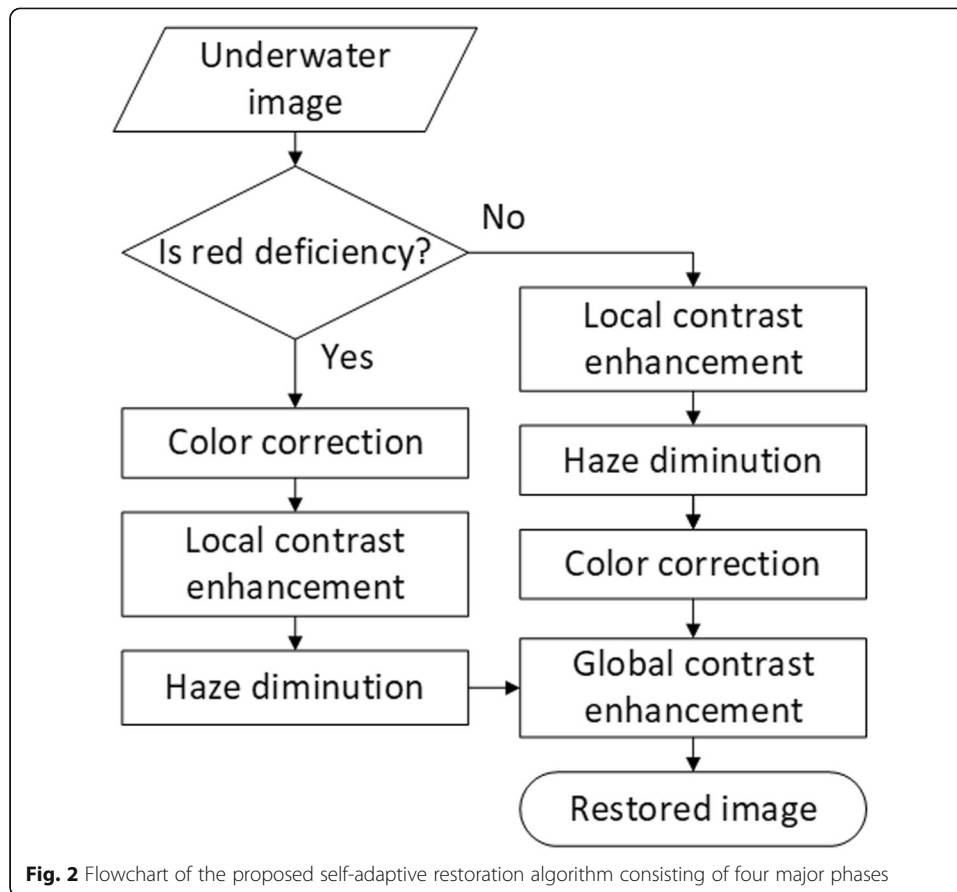 Underwater
image
Is red deficiency?
No
Yes
Local contrast
enhancement
Haze diminution
Color correction
Color correction
Local contrast
enhancement
Haze diminution
Global contrast
enhancement
Restored image
Fig. 2 Flowchart of the proposed self-adaptive restoration algorithm consisting of four major phases